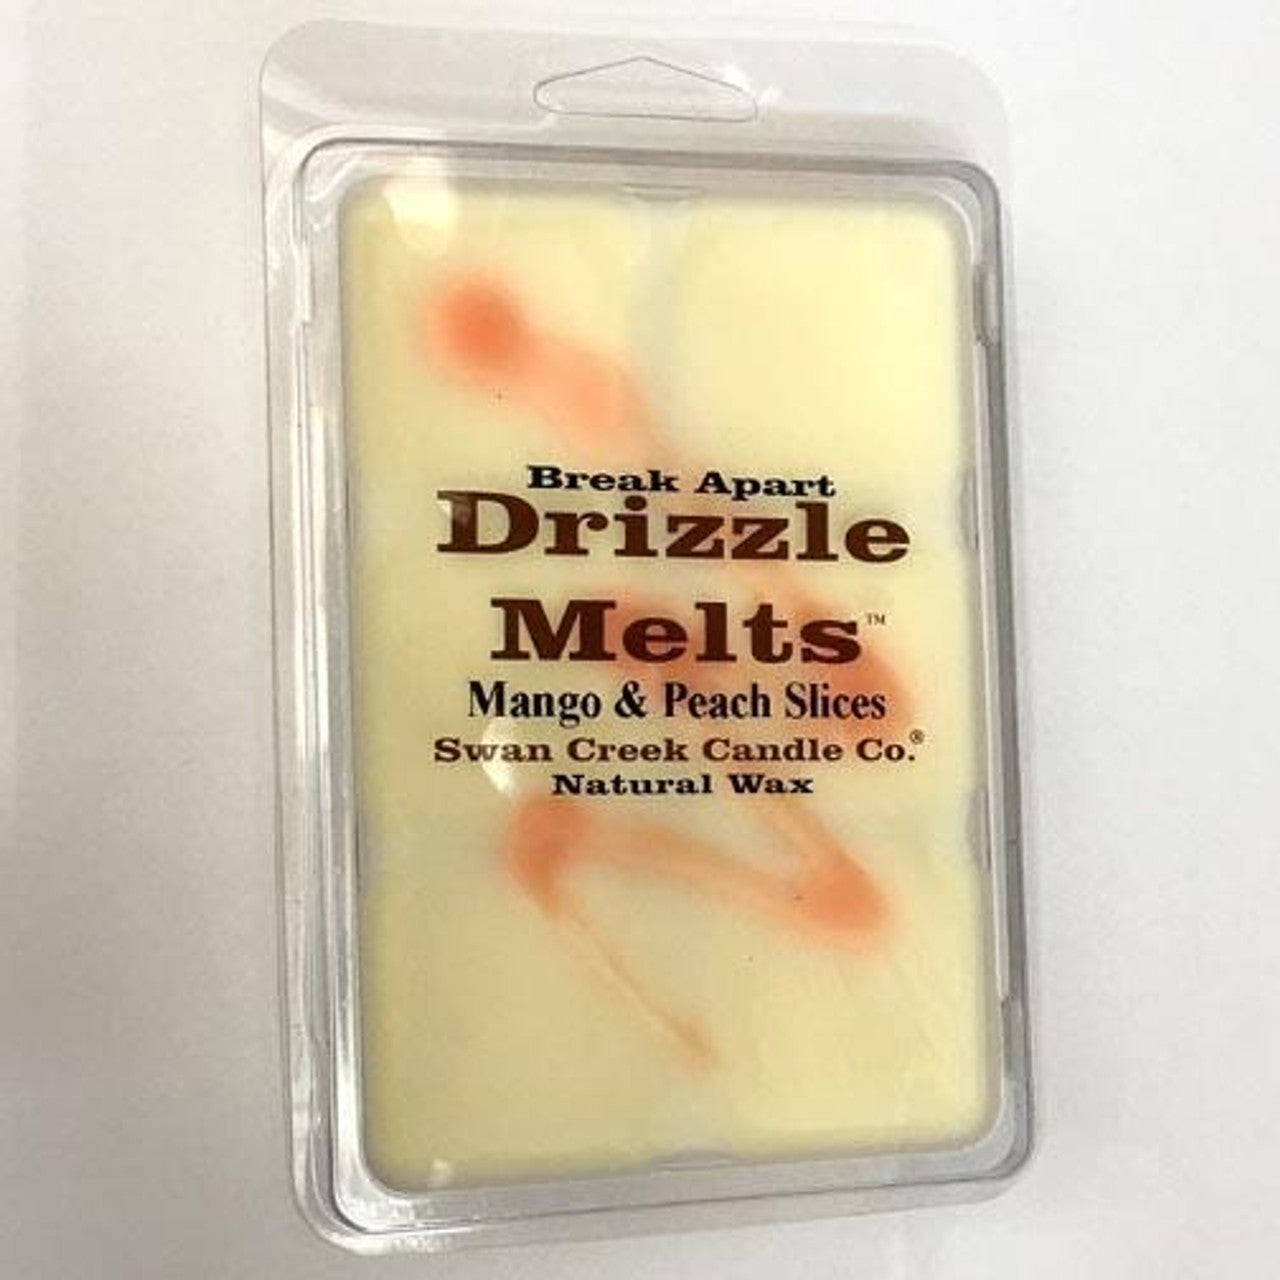 Break Apart
Drizzle
Melts™
Mango & Peach Slices
Swan Creek Candle Co.®
Natural Wax